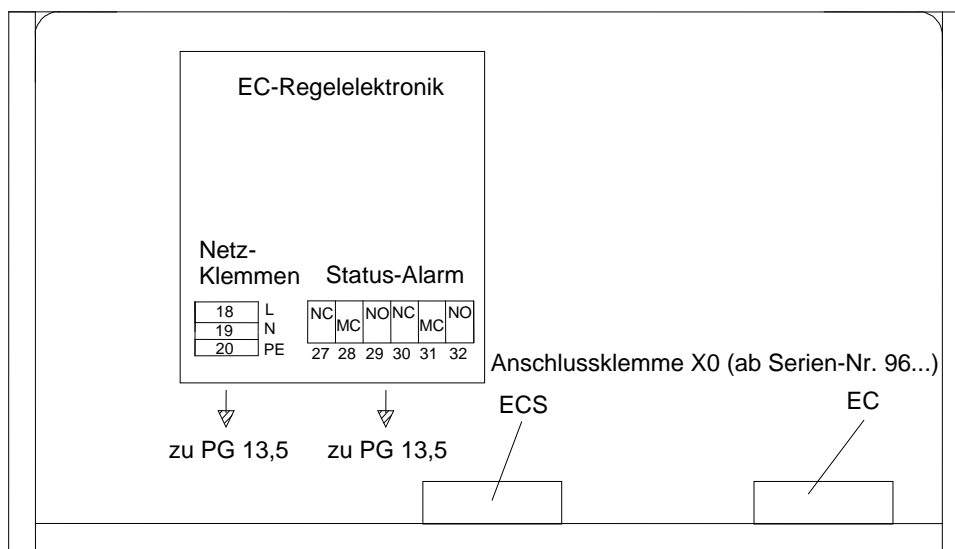 EC-Regelelektronik
Netz-
Klemmen
Status-Alarm
18 L
19 N
20 PE
NC MC NO NC MC NO
27 28 29 30 31 32
Anschlussklemme X0 (ab Serien-Nr. 96...)
ECS
EC
zu PG 13,5
zu PG 13,5